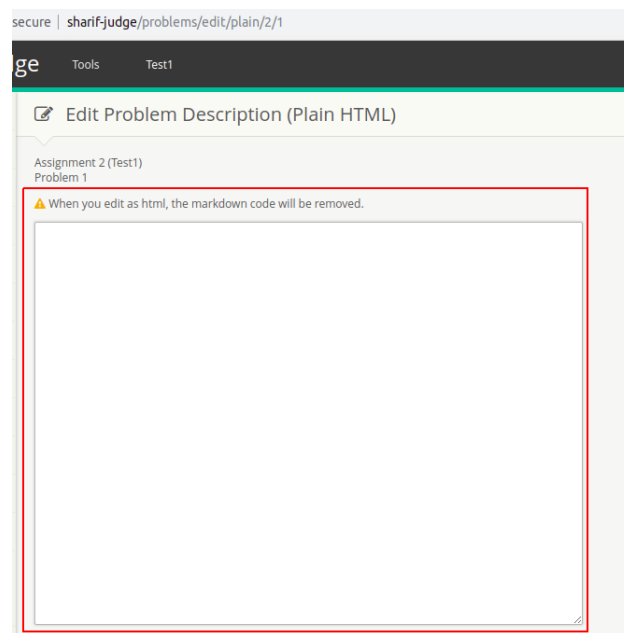 secure | sharif-judge/problems/edit/plain/2/1
ge Tools Test1
Edit Problem Description (Plain HTML)
Assignment 2 (Test1)
Problem 1
When you edit as html, the markdown code will be removed.